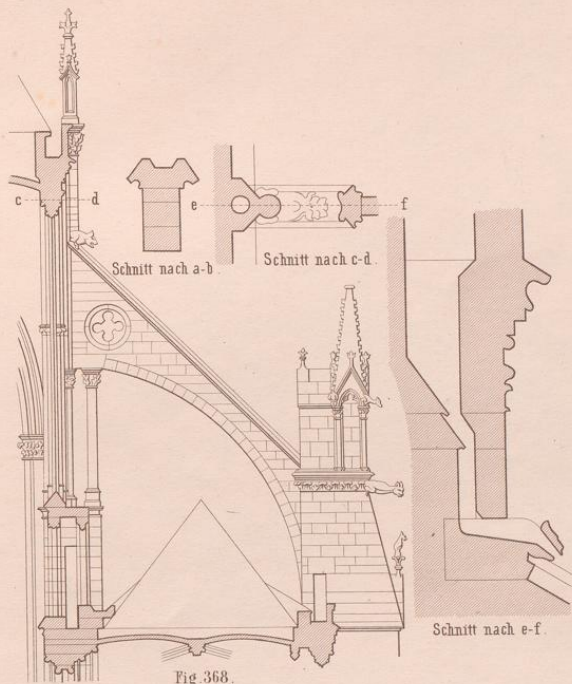 c
d
e
f
Schnitt nach a-b.
Schnitt nach c-d.
Schnitt nach e-f.
Fig. 368.